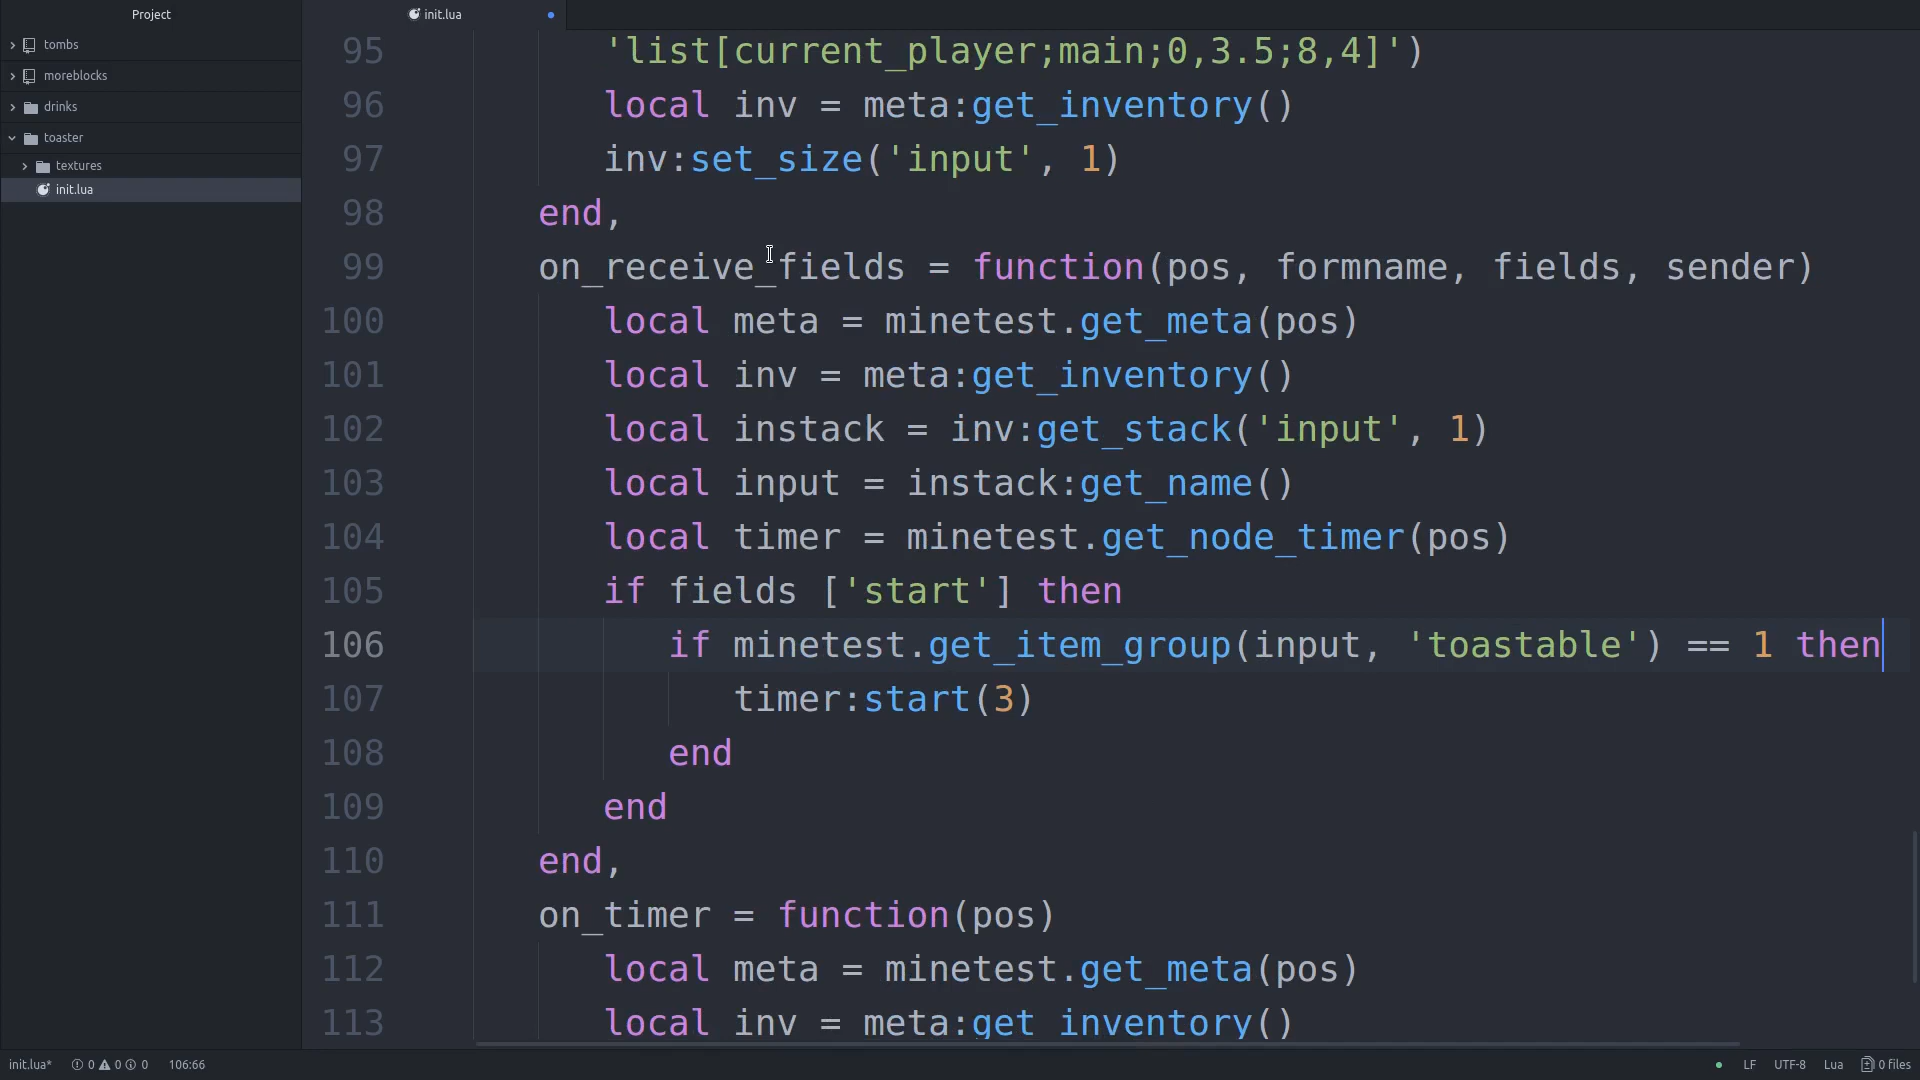 Project
tombs
moreblocks
drinks
toaster
textures
init.lua
init.lua
95 'list[current_player;main;0,3.5;8,4]')
96 local inv = meta:get_inventory()
97 inv:set_size('input', 1)
98 end,
99 on_receive_fields = function(pos, formname, fields, sender)
100 local meta = minetest.get_meta(pos)
101 local inv = meta:get_inventory()
102 local instack = inv:get_stack('input', 1)
103 local input = instack:get_name()
104 local timer = minetest.get_node_timer(pos)
105 if fields ['start'] then
106 if minetest.get_item_group(input, 'toastable') == 1 then
107 timer:start(3)
108 end
109 end
110 end,
111 on_timer = function(pos)
112 local meta = minetest.get_meta(pos)
113 local inv = meta:get_inventory()
init.lua* 0 0 0 106:66 LF UTF-8 Lua 0 files